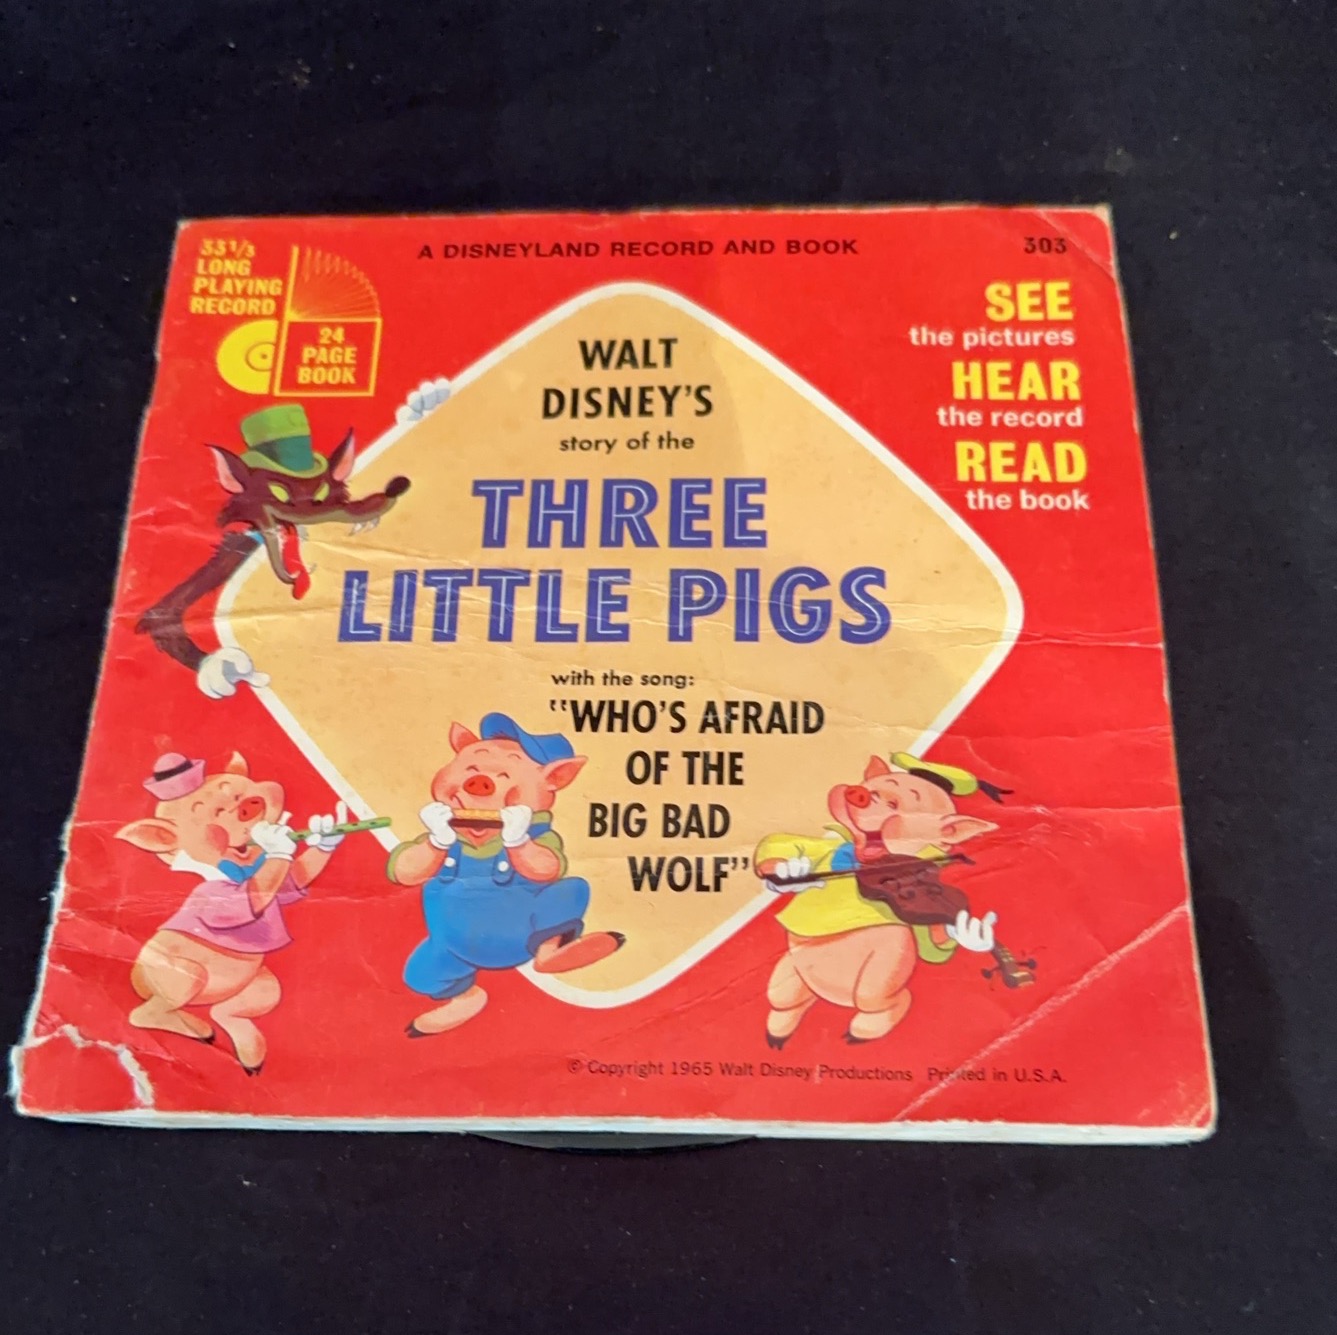 33 1/3
LONG
PLAYING
RECORD
24
PAGE
BOOK
A DISNEYLAND RECORD AND BOOK
303
SEE
the pictures
HEAR
the record
READ
the book
WALT
DISNEY'S
story of the
THREE
LITTLE PIGS
with the song:
"WHO'S AFRAID
OF THE
BIG BAD
WOLF"
© Copyright 1965 Walt Disney Productions Printed in U.S.A.